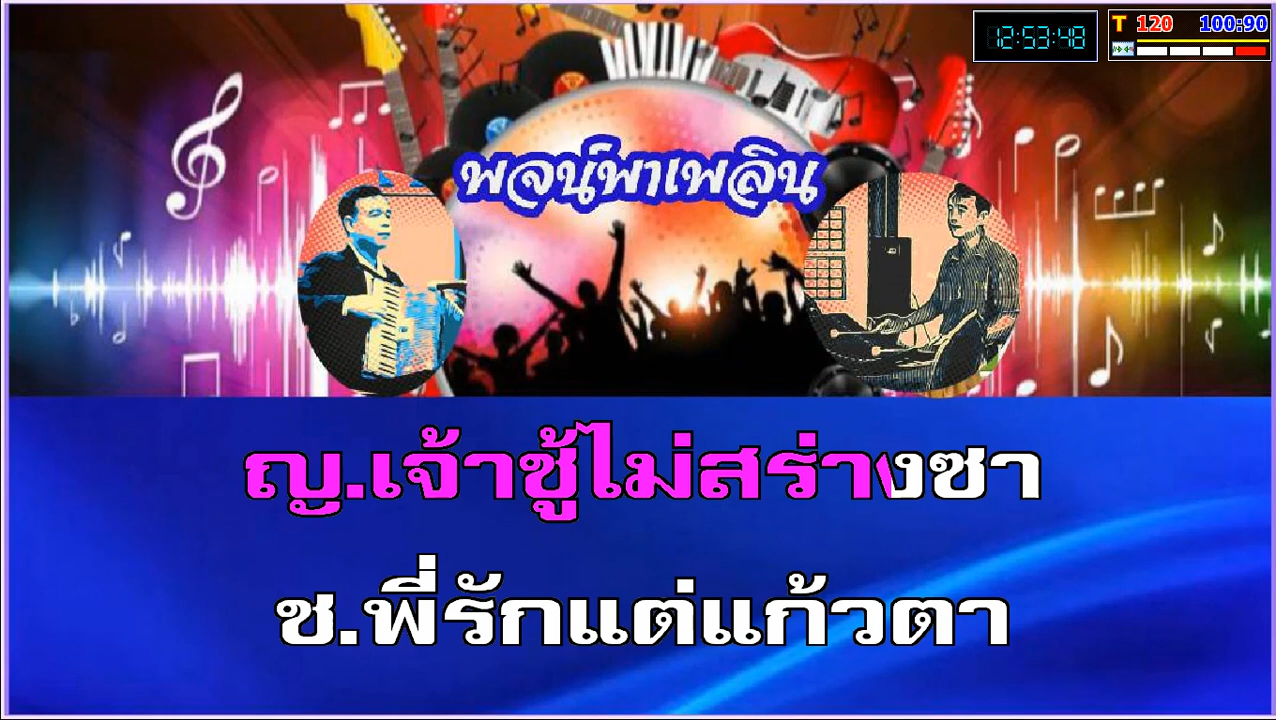 12:53:48
T 120 100:90
พจน์พาเพลิน
ญ.เจ้าชู้ไม่สร่างซา
ช.พี่รักแต่แก้วตา